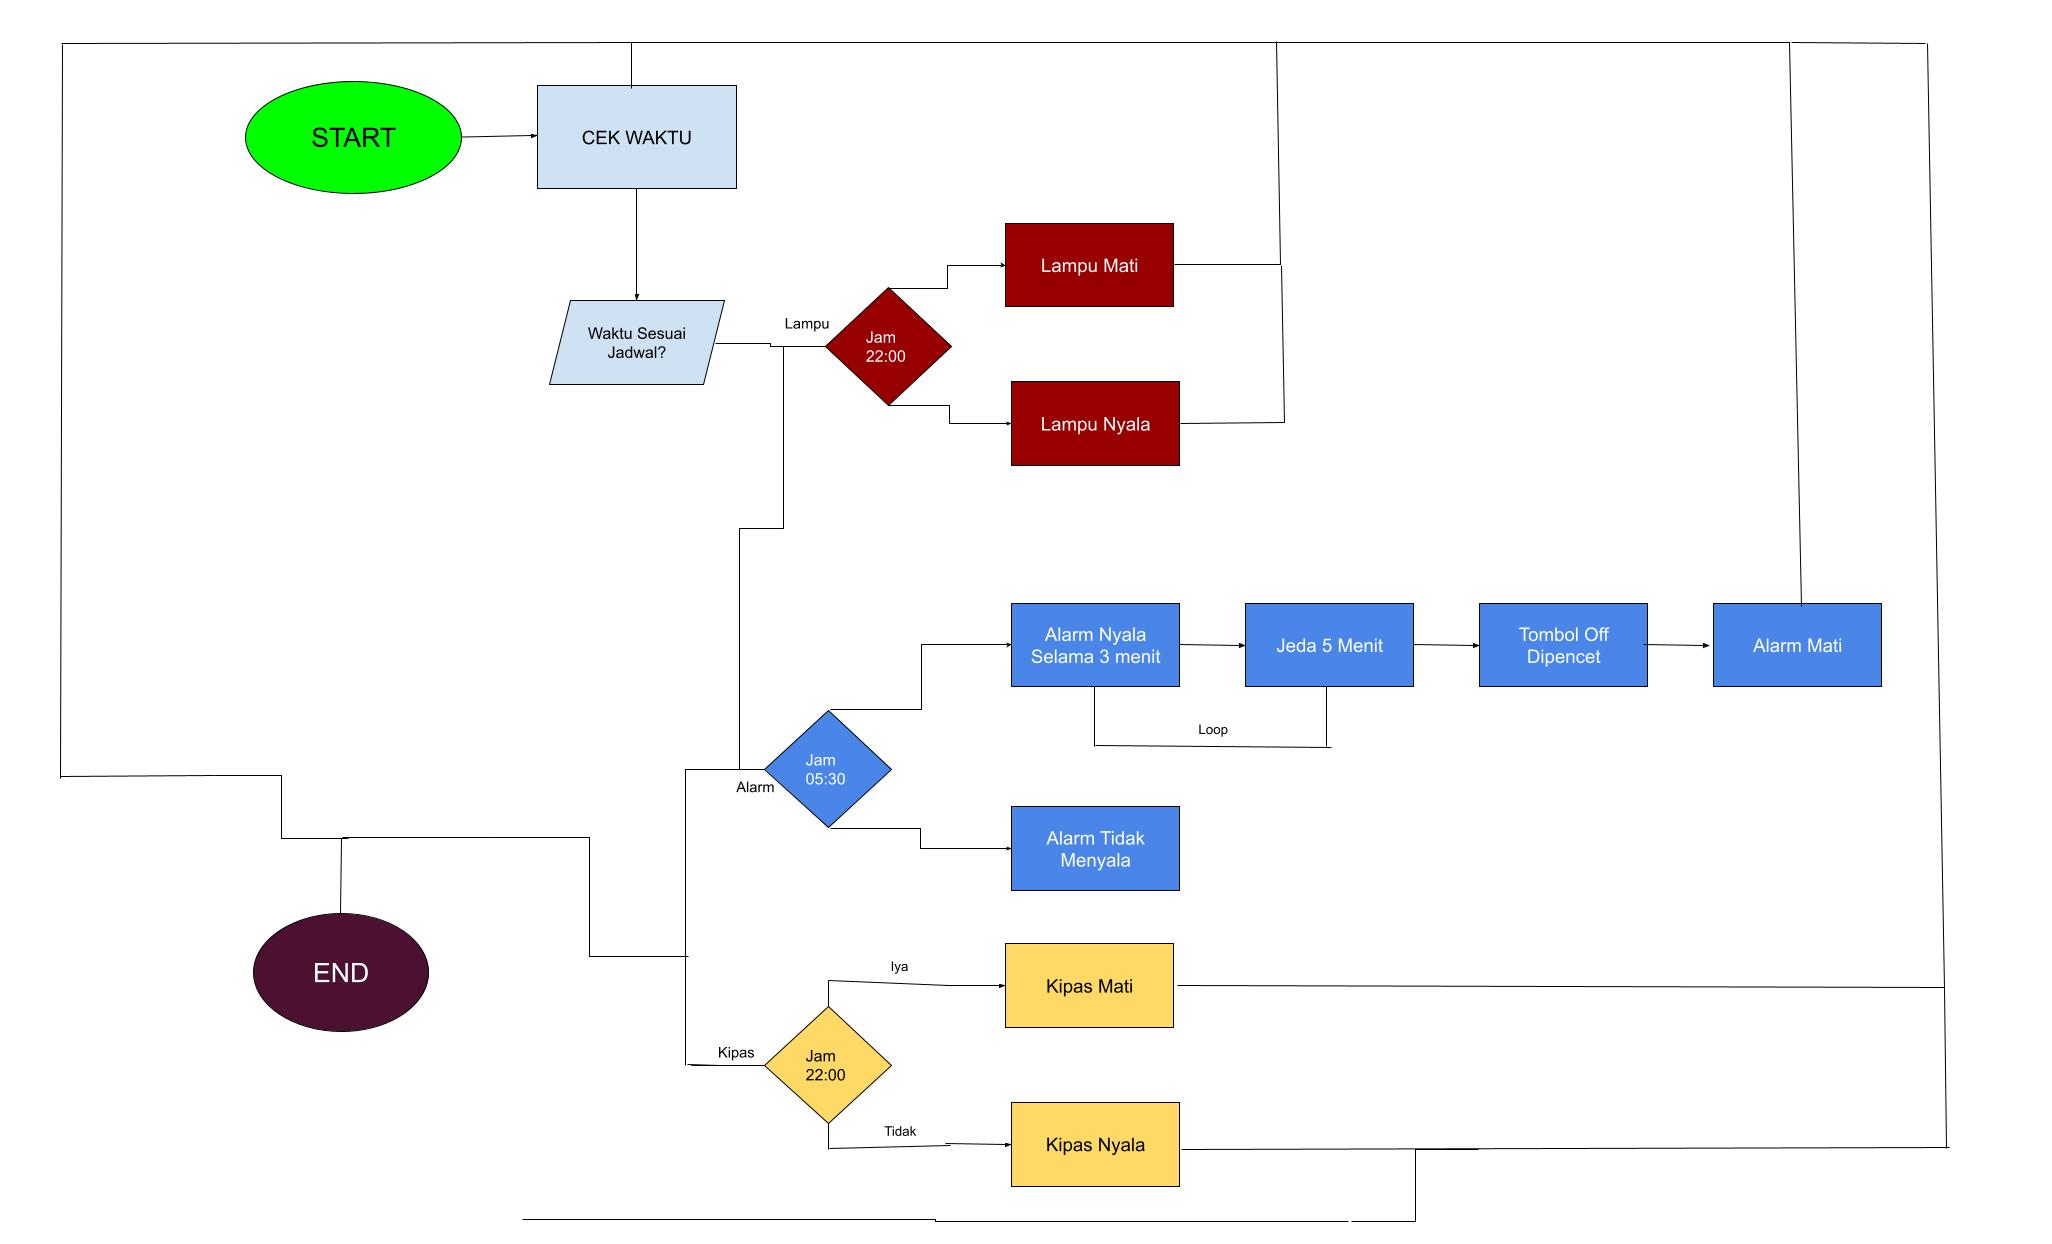 START
CEK WAKTU
Waktu Sesuai
Jadwal?
Lampu
Jam
22:00
Lampu Mati
Lampu Nyala
Alarm
Jam
05:30
Alarm Nyala
Selama 3 menit
Jeda 5 Menit
Tombol Off
Dipencet
Alarm Mati
Loop
Alarm Tidak
Menyala
END
Kipas
Jam
22:00
Iya
Kipas Mati
Tidak
Kipas Nyala